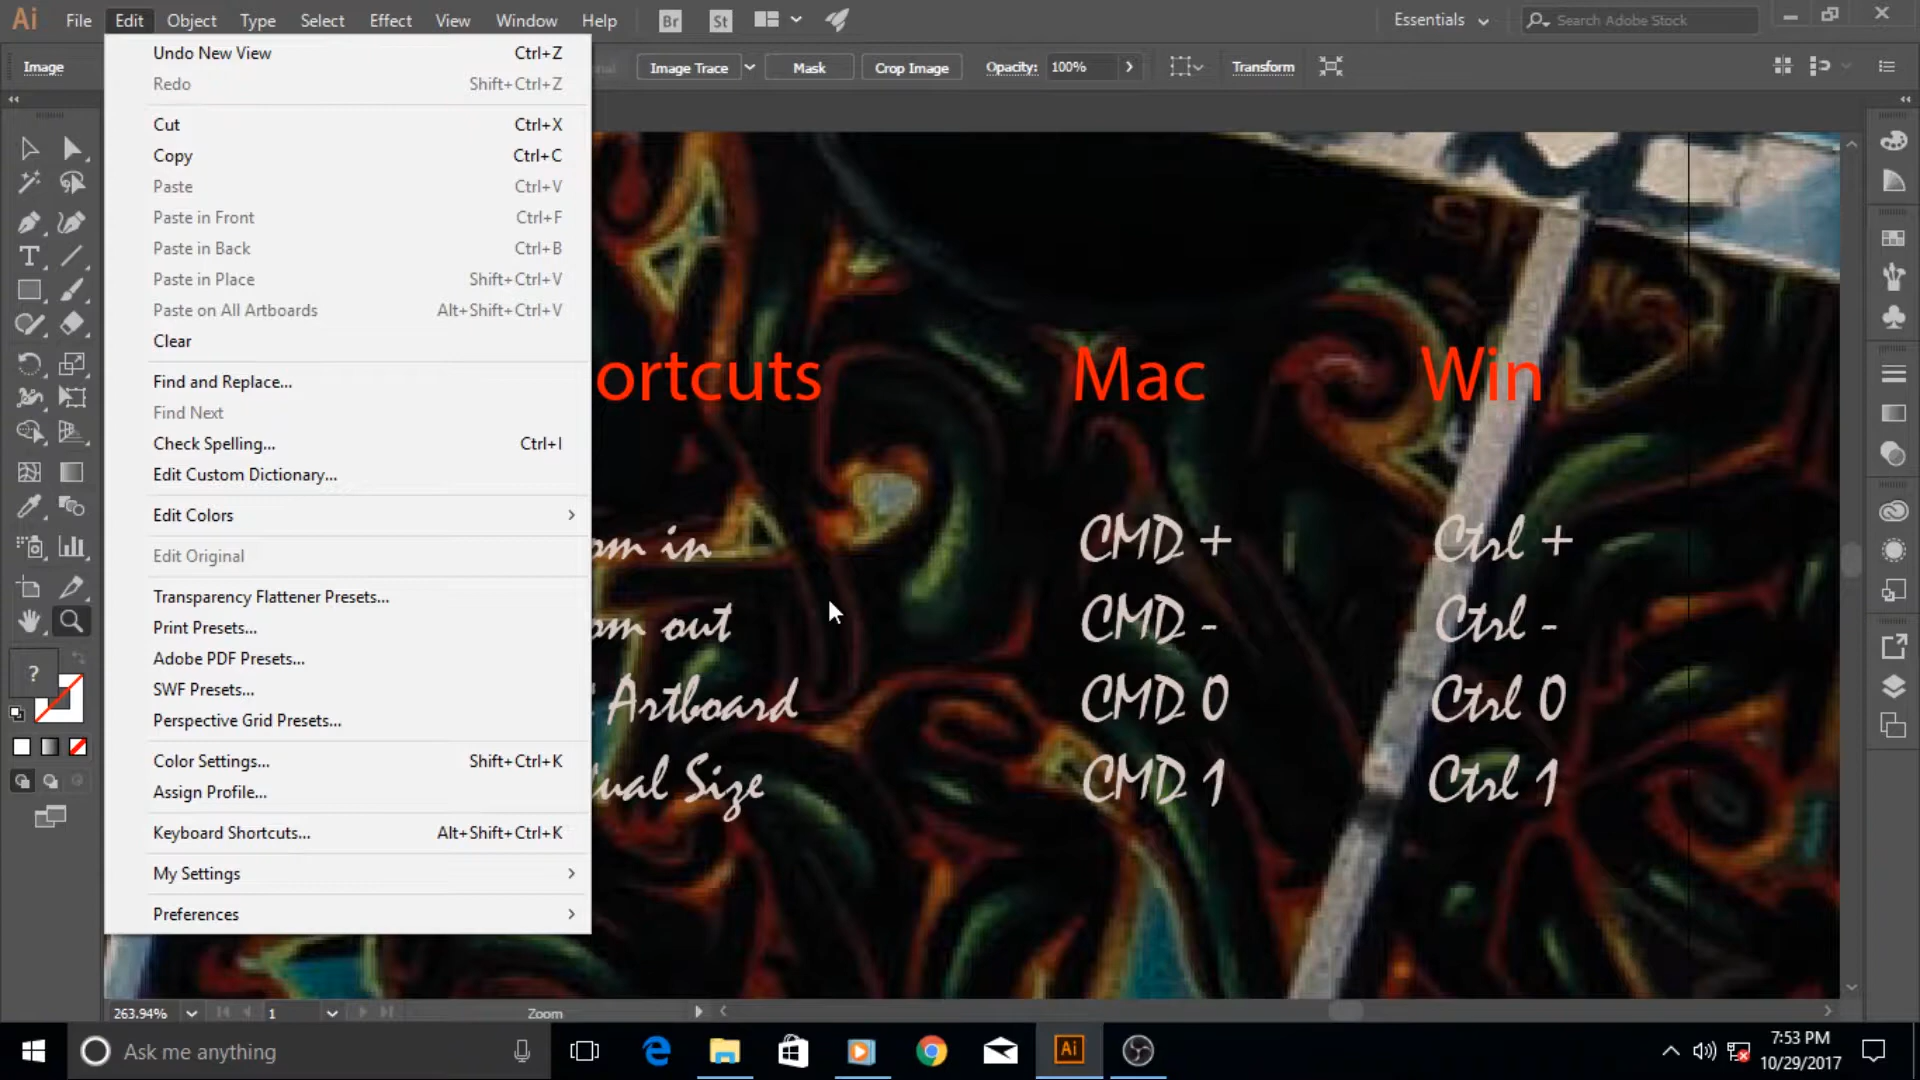 Ai File Edit Object Type Select Effect View Window Help Br St Essentials Search Adobe Stock
Image Image Trace Mask Crop Image Opacity: 100% Transform
Undo New View Ctrl+Z
Redo Shift+Ctrl+Z
Cut Ctrl+X
Copy Ctrl+C
Paste Ctrl+V
Paste in Front Ctrl+F
Paste in Back Ctrl+B
Paste in Place Shift+Ctrl+V
Paste on All Artboards Alt+Shift+Ctrl+V
Clear
Find and Replace...
Find Next
Check Spelling... Ctrl+I
Edit Custom Dictionary...
Edit Colors
Edit Original
Transparency Flattener Presets...
Print Presets...
Adobe PDF Presets...
SWF Presets...
Perspective Grid Presets...
Color Settings... Shift+Ctrl+K
Assign Profile...
Keyboard Shortcuts... Alt+Shift+Ctrl+K
My Settings
Preferences
ortcuts Mac Win
om in CMD + Ctrl +
om out CMD - Ctrl -
Artboard CMD 0 Ctrl 0
ual Size CMD 1 Ctrl 1
?
263.94% 1 Zoom
Ask me anything
Ai
7:53 PM
10/29/2017